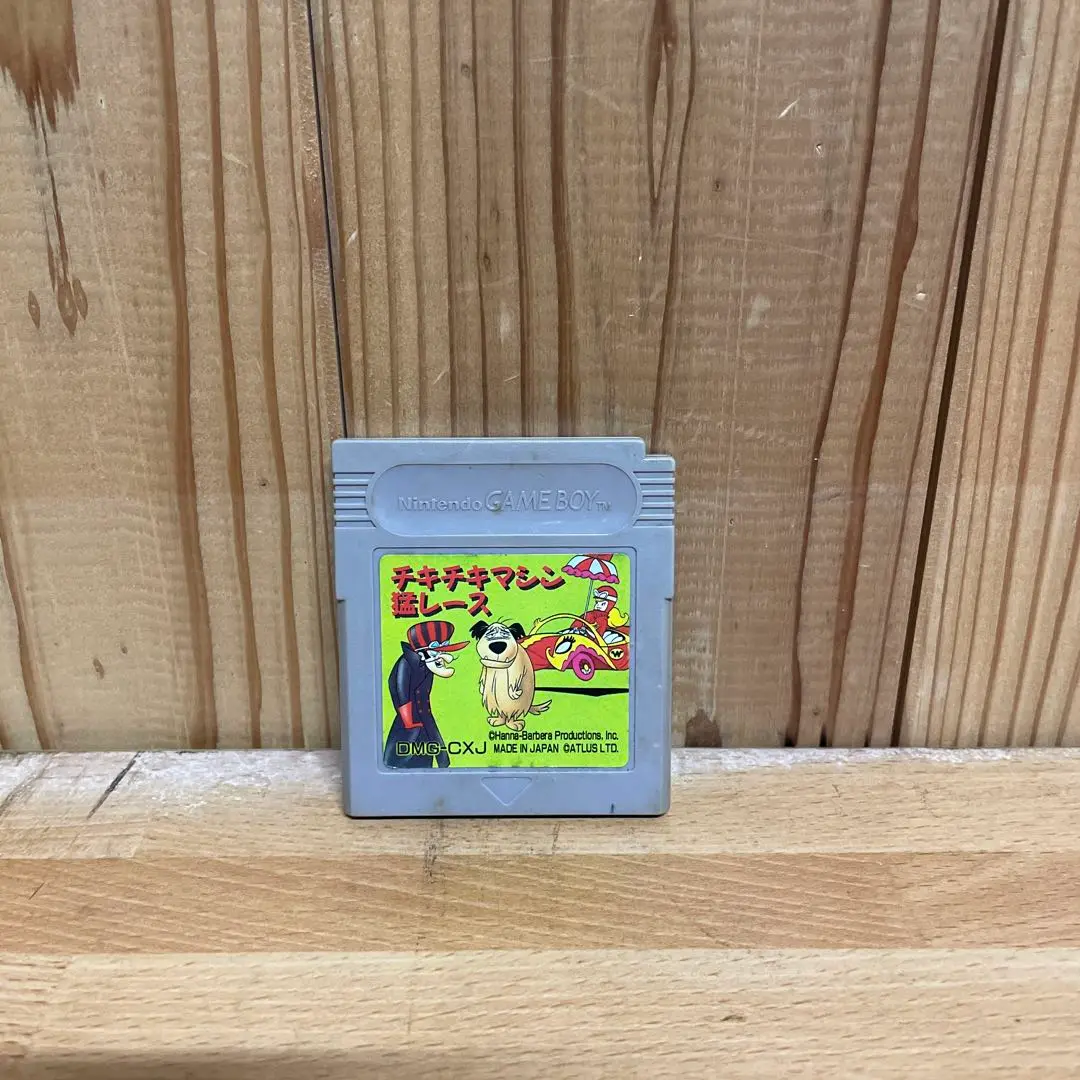 Nintendo GAME BOY TM
チキチキマシン
猛レース
W
©Hanna-Barbera Productions, Inc.
DMG-CXJ MADE IN JAPAN ©ATLUS LTD.